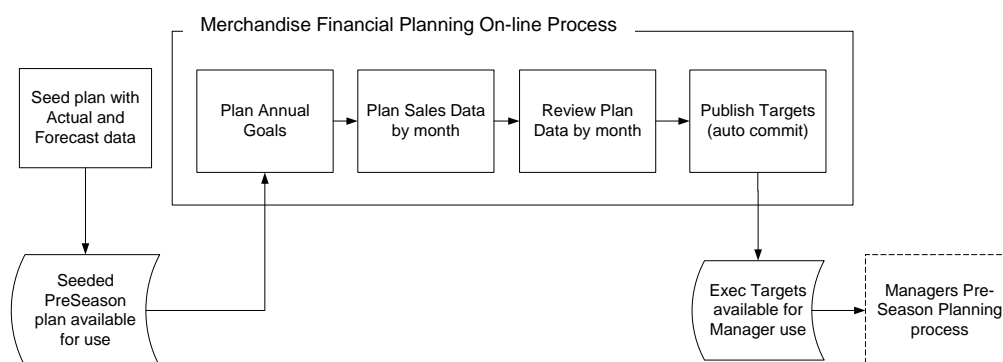 Merchandise Financial Planning On-line Process
Seed plan with
Actual and
Forecast data
Plan Annual
Goals
Plan Sales Data
by month
Review Plan
Data by month
Publish Targets
(auto commit)
Seeded
PreSeason
plan available
for use
Exec Targets
available for
Manager use
Managers Pre-
Season Planning
process